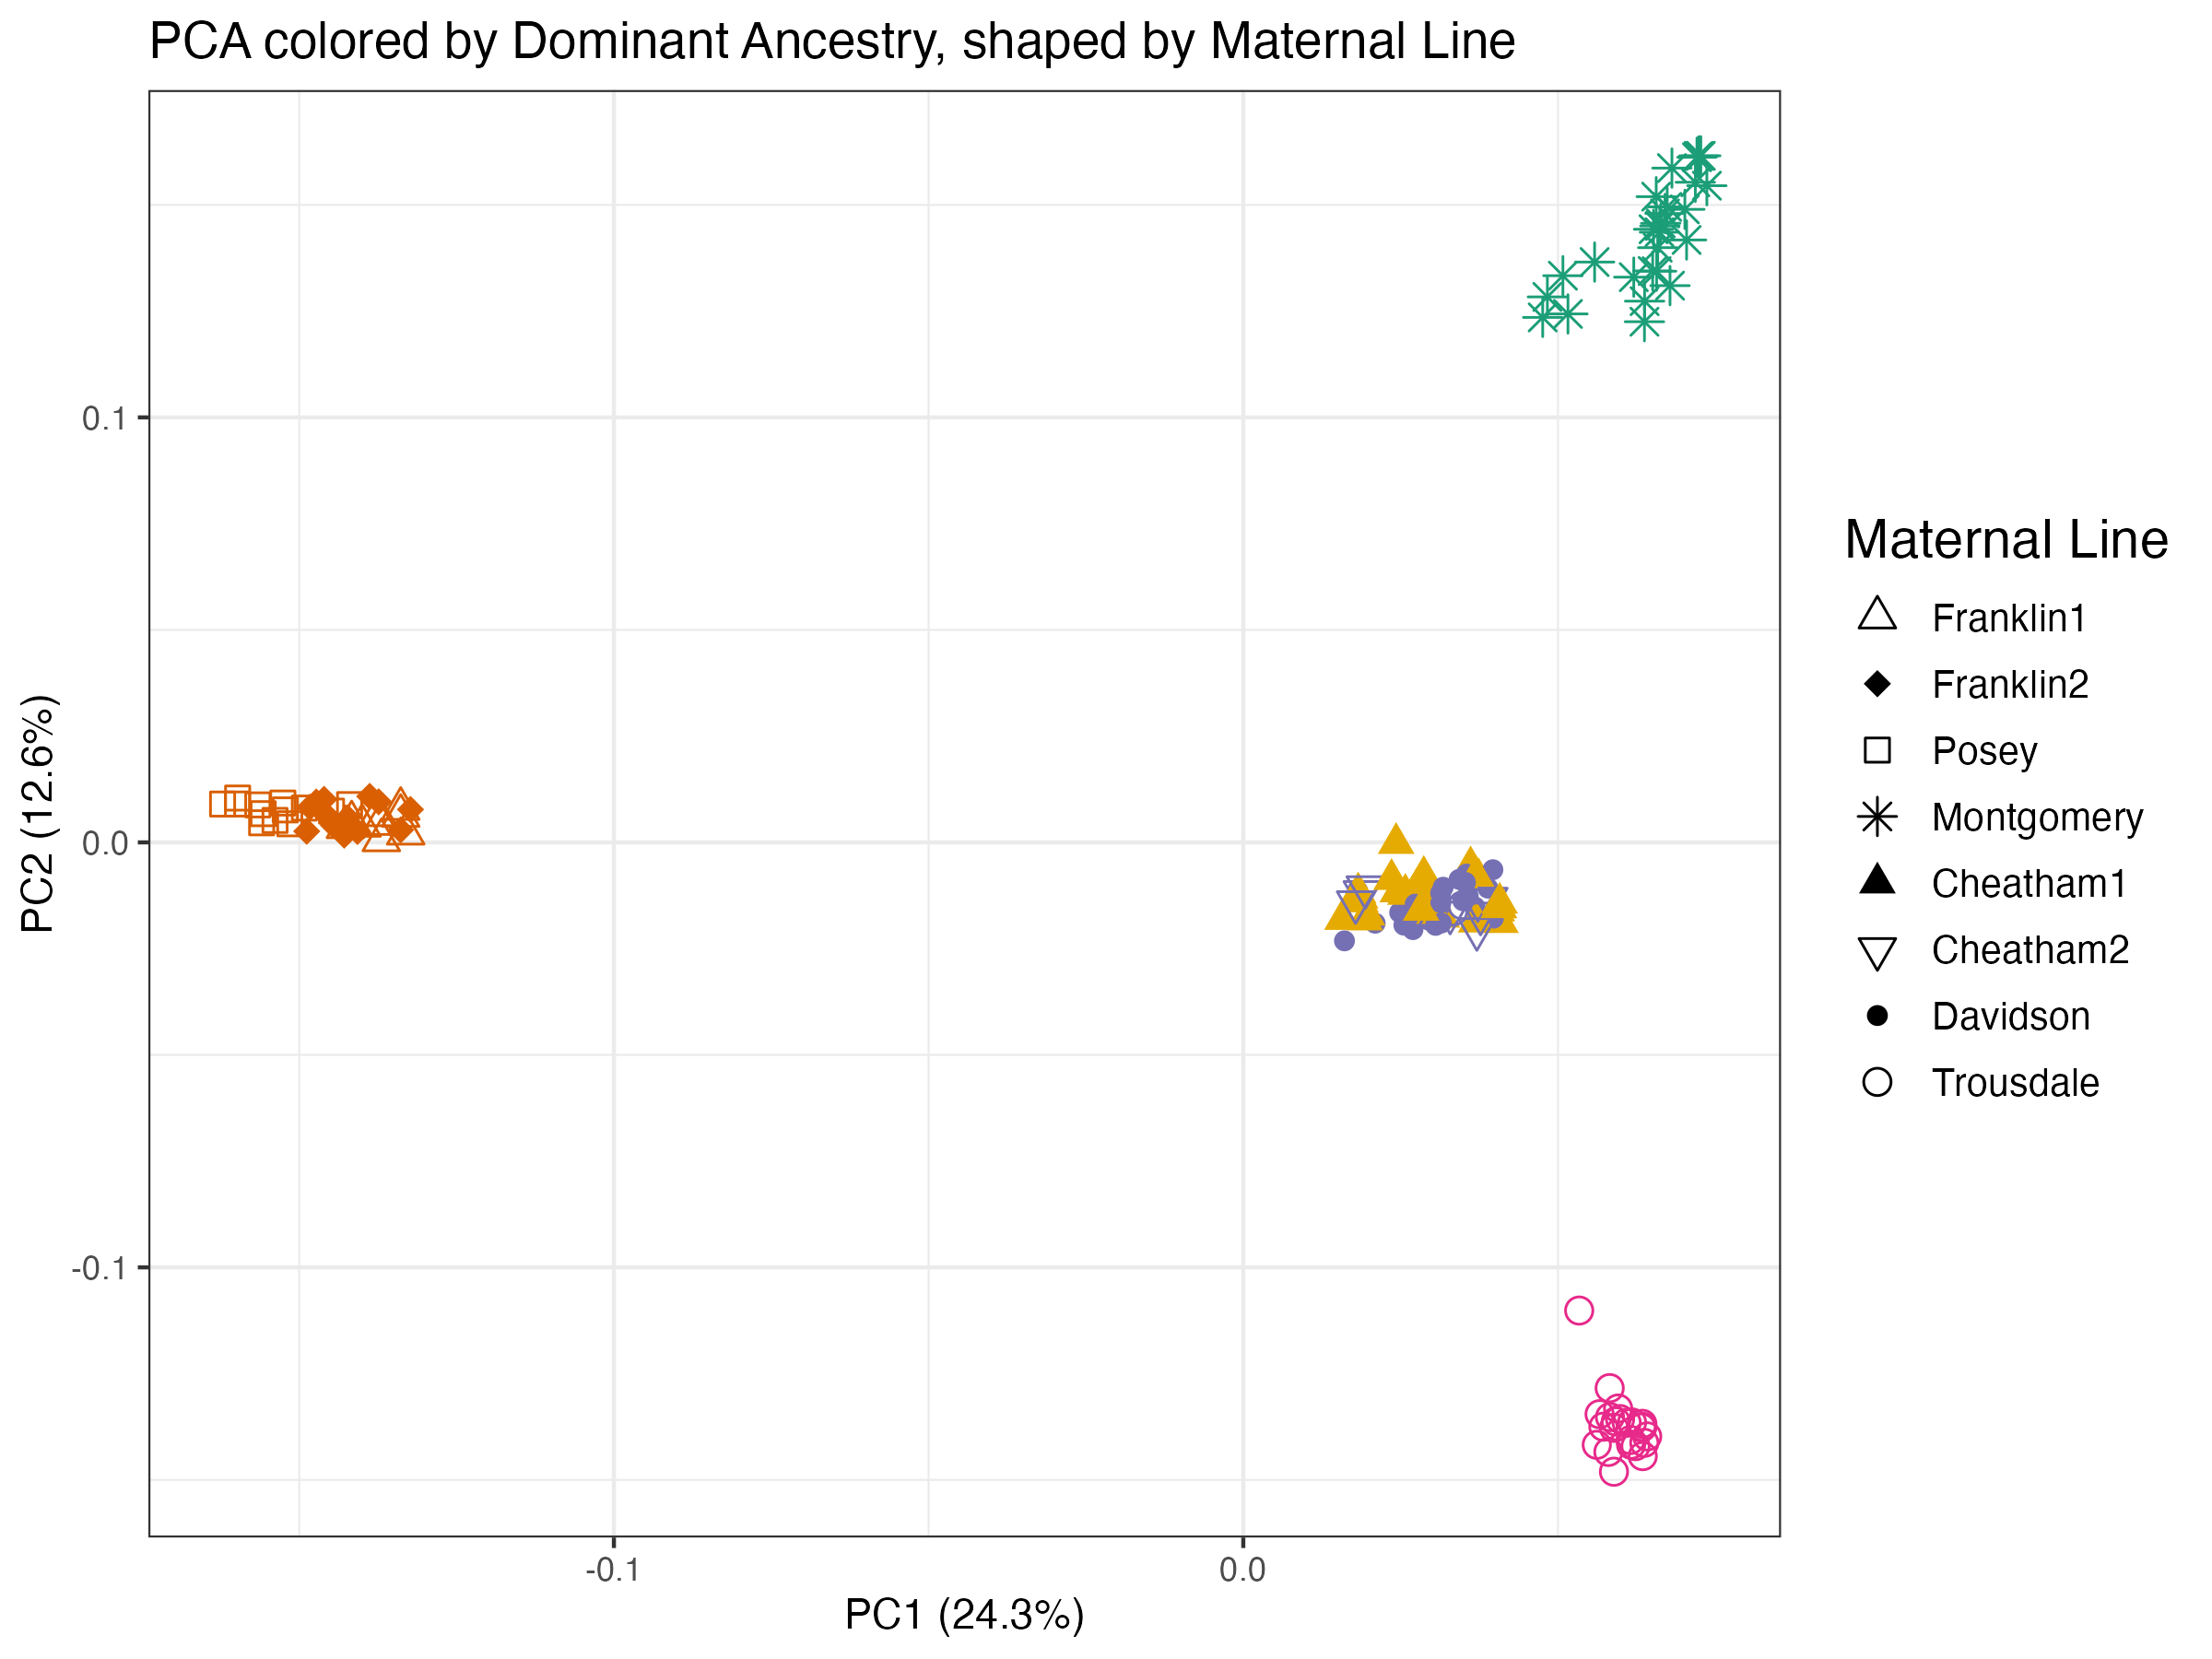 PCA colored by Dominant Ancestry, shaped by Maternal Line
PC2 (12.6%)
0.1
0.0
-0.1
-0.1
0.0
PC1 (24.3%)
Maternal Line
Franklin1
Franklin2
Posey
Montgomery
Cheatham1
Cheatham2
Davidson
Trousdale